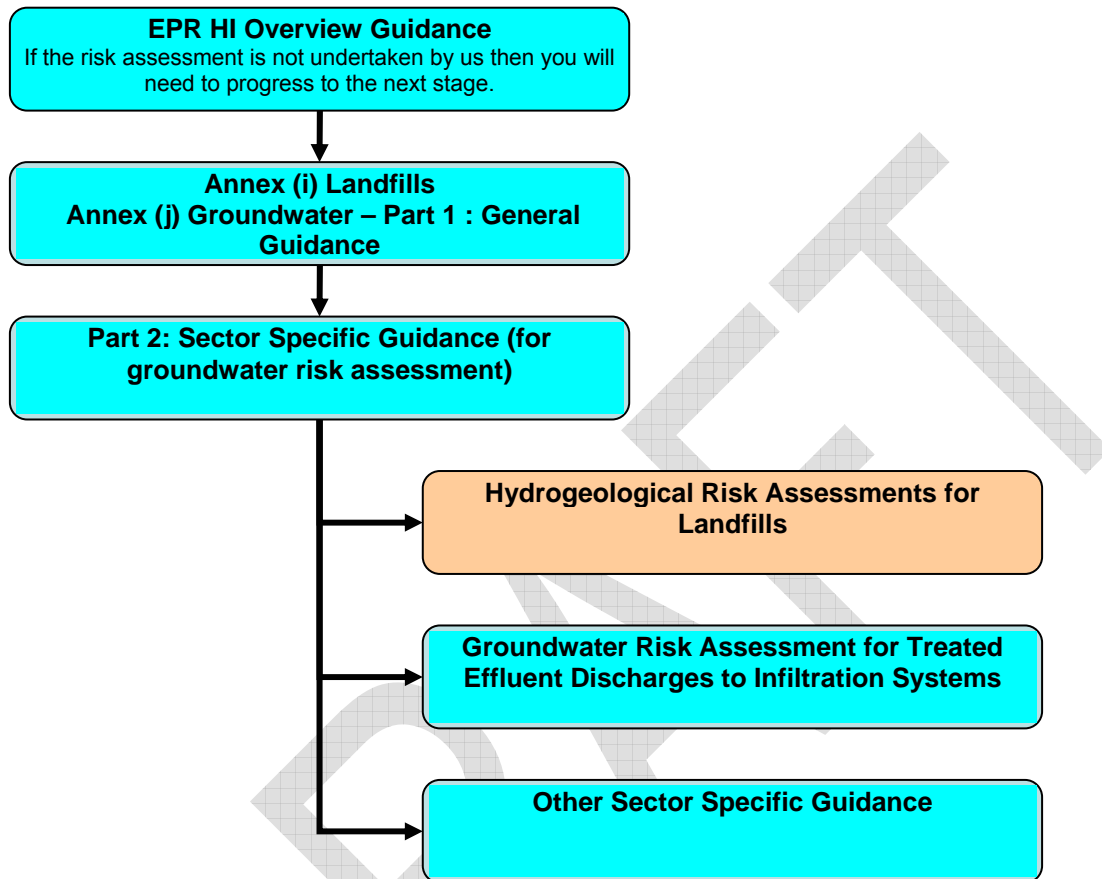 EPR HI Overview Guidance
If the risk assessment is not undertaken by us then you will
need to progress to the next stage.
Annex (i) Landfills
Annex (j) Groundwater – Part 1 : General
Guidance
Part 2: Sector Specific Guidance (for
groundwater risk assessment)
Hydrogeological Risk Assessments for
Landfills
Groundwater Risk Assessment for Treated
Effluent Discharges to Infiltration Systems
Other Sector Specific Guidance
DRAFT